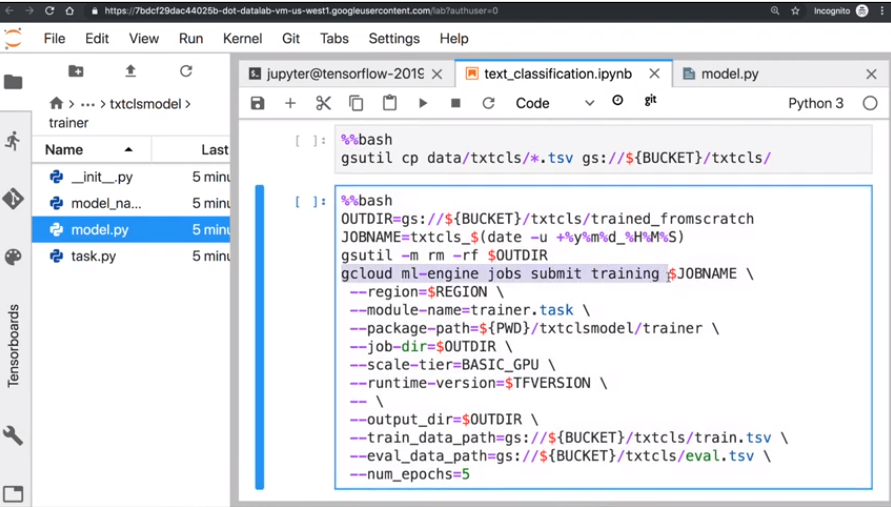 https://7bdcf29dac44025b-dot-datalab-vm-us-west1.googleusercontent.com/lab?authuser=0
Incognito
File Edit View Run Kernel Git Tabs Settings Help
jupyter@tensorflow-2019
text_classification.ipynb
model.py
Code
git
Python 3
... > txtclsmodel >
trainer
Name
Last
__init__.py 5 minu
model_na... 5 minu
model.py 5 minu
task.py 5 minu
Tensorboards
[ ]: %%bash
gsutil cp data/txtcls/*.tsv gs://${BUCKET}/txtcls/
[ ]: %%bash
OUTDIR=gs://${BUCKET}/txtcls/trained_fromscratch
JOBNAME=txtcls_$(date -u +%y%m%d_%H%M%S)
gsutil -m rm -rf $OUTDIR
gcloud ml-engine jobs submit training $JOBNAME \
--region=$REGION \
--module-name=trainer.task \
--package-path=${PWD}/txtclsmodel/trainer \
--job-dir=$OUTDIR \
--scale-tier=BASIC_GPU \
--runtime-version=$TFVERSION \
-- \
--output_dir=$OUTDIR \
--train_data_path=gs://${BUCKET}/txtcls/train.tsv \
--eval_data_path=gs://${BUCKET}/txtcls/eval.tsv \
--num_epochs=5